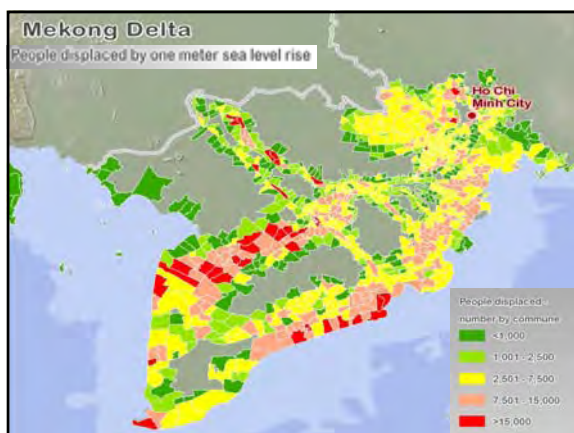 Mekong Delta
People displaced by one meter sea level rise
Ho Chi
Minh City
People displaced -
number by commune
<1,000
1,001 - 2,500
2,501 - 7,500
7,501 - 15,000
>15,000